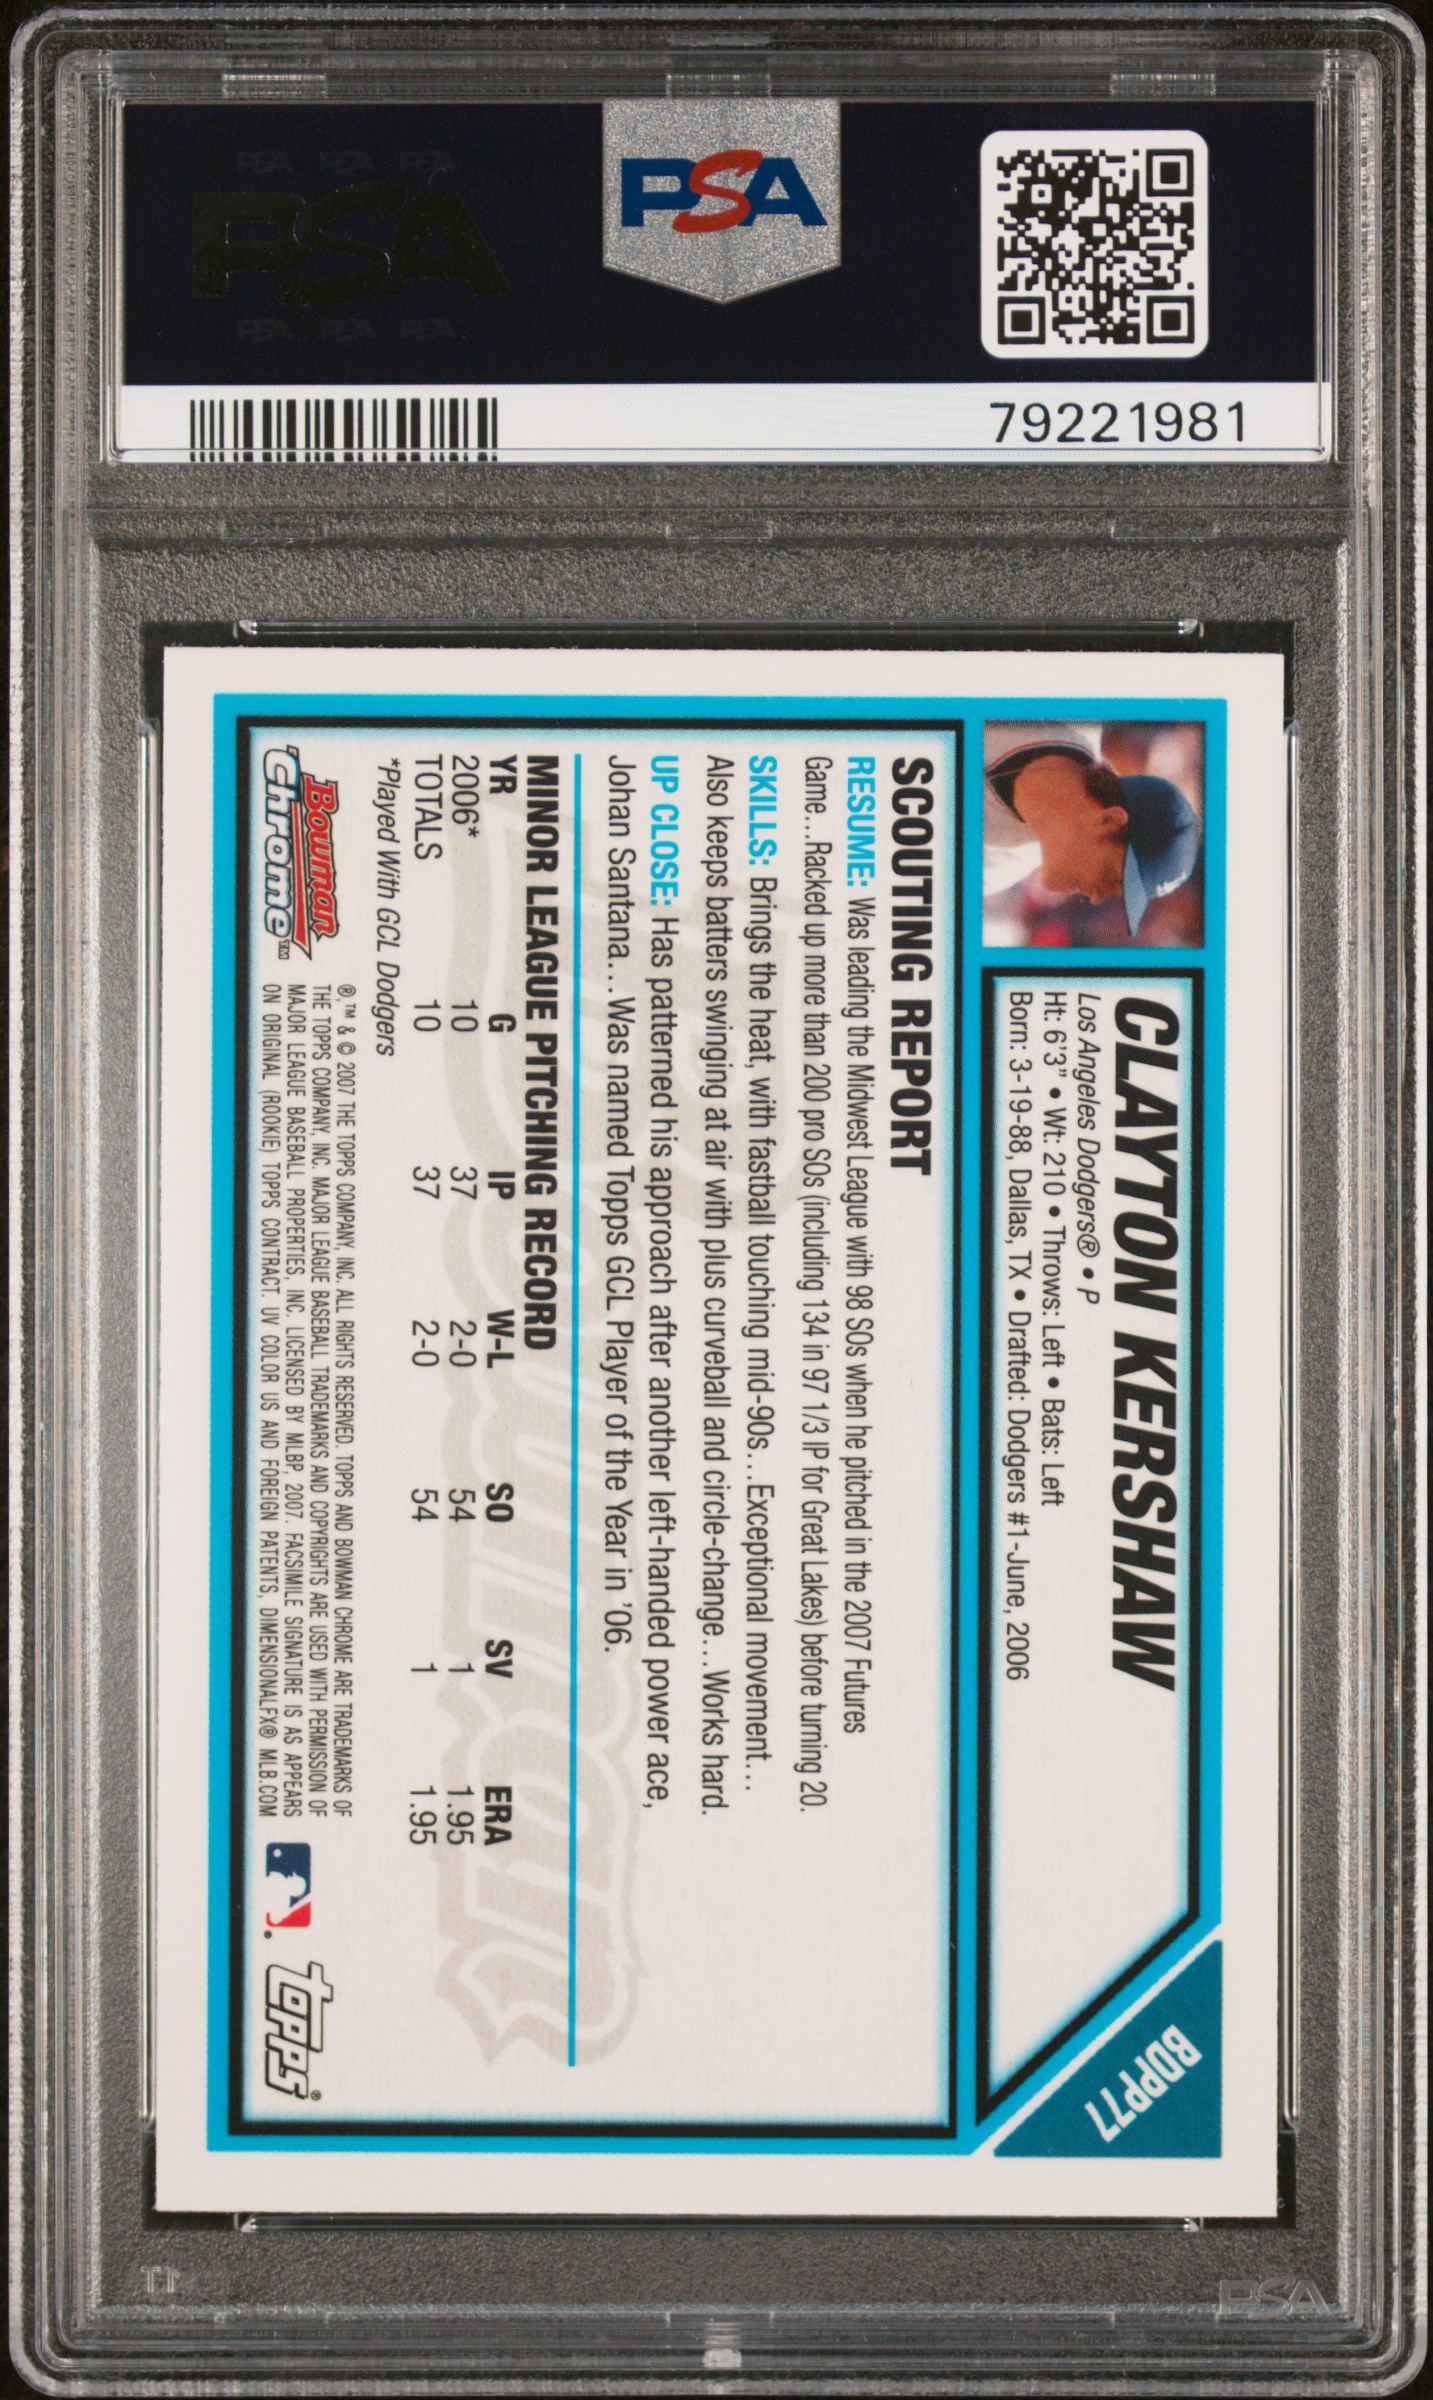 PSA PSA PSA
PSA
PSA PSA PSA
PSA
79221981
CLAYTON KERSHAW
BDPP77
Los Angeles Dodgers® • P
Ht: 6'3" • Wt: 210 • Throws: Left • Bats: Left
Born: 3-19-88, Dallas, TX • Drafted: Dodgers #1-June, 2006
SCOUTING REPORT
RESUME: Was leading the Midwest League with 98 SOs when he pitched in the 2007 Futures
Game...Racked up more than 200 pro SOs (including 134 in 97 1/3 IP for Great Lakes) before turning 20.
SKILLS: Brings the heat, with fastball touching mid-90s...Exceptional movement...
Also keeps batters swinging at air with plus curveball and circle-change...Works hard.
UP CLOSE: Has patterned his approach after another left-handed power ace,
Johan Santana...Was named Topps GCL Player of the Year in '06.
MINOR LEAGUE PITCHING RECORD
YR G IP W-L SO SV ERA
2006* 10 37 2-0 54 1 1.95
TOTALS 10 37 2-0 54 1 1.95
*Played With GCL Dodgers
Bowman
Chrome™
®,™ & © 2007 THE TOPPS COMPANY, INC. ALL RIGHTS RESERVED. TOPPS AND BOWMAN CHROME ARE TRADEMARKS OF
THE TOPPS COMPANY, INC. MAJOR LEAGUE BASEBALL TRADEMARKS AND COPYRIGHTS ARE USED WITH PERMISSION OF
MAJOR LEAGUE BASEBALL PROPERTIES, INC. LICENSED BY MLBP, 2007. FACSIMILE SIGNATURE IS AS APPEARS
ON ORIGINAL (ROOKIE) TOPPS CONTRACT. UV COLOR US AND FOREIGN PATENTS, DIMENSIONALFX® MLB.COM
topps®
Bowman
PSA